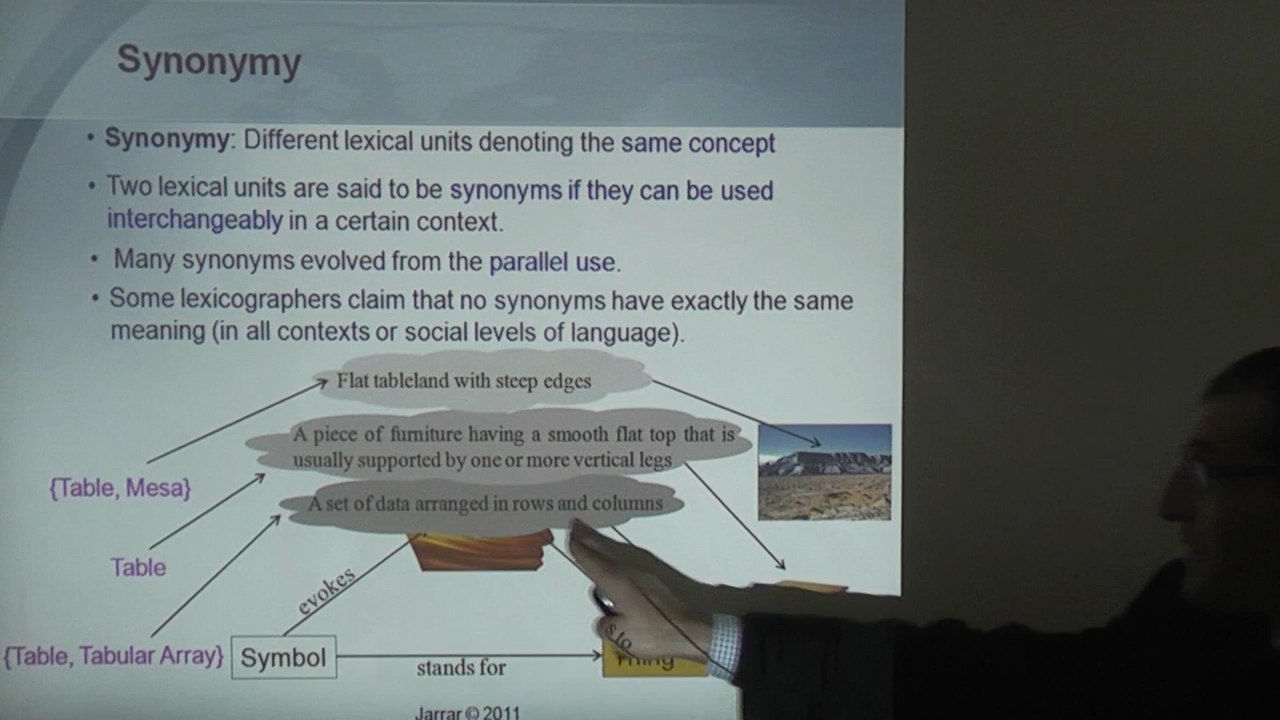 Synonymy
• Synonymy: Different lexical units denoting the same concept
• Two lexical units are said to be synonyms if they can be used
interchangeably in a certain context.
• Many synonyms evolved from the parallel use.
• Some lexicographers claim that no synonyms have exactly the same
meaning (in all contexts or social levels of language).
Flat tableland with steep edges
A piece of furniture having a smooth flat top that is
usually supported by one or more vertical legs
{Table, Mesa}
A set of data arranged in rows and columns
Table
evokes
{Table, Tabular Array}
Symbol
stands for
Thing
Jarrar © 2011